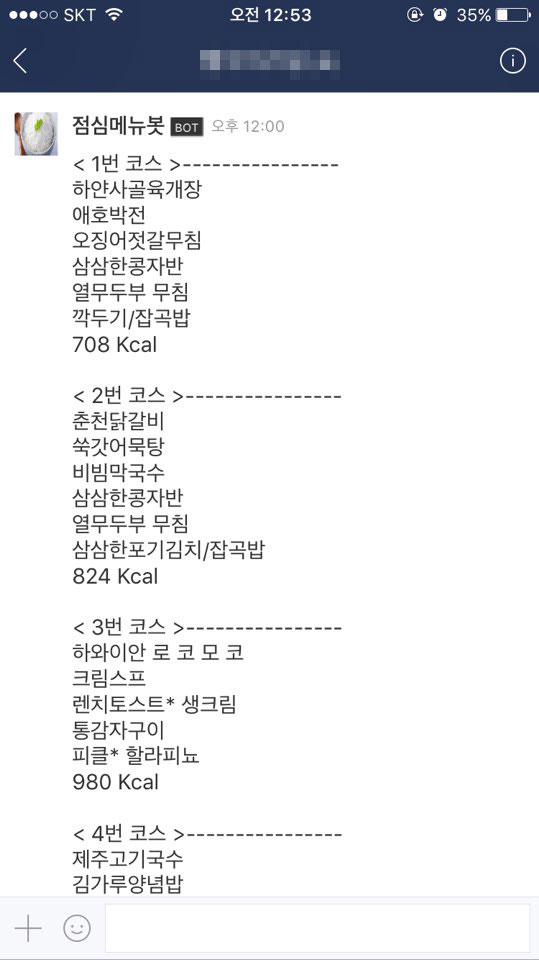 SKT 오전 12:53 35%
점심메뉴봇 BOT 오후 12:00
< 1번 코스 >----------------
하얀사골육개장
애호박전
오징어젓갈무침
삼삼한콩자반
열무두부 무침
깍두기/잡곡밥
708 Kcal
< 2번 코스 >----------------
춘천닭갈비
쑥갓어묵탕
비빔막국수
삼삼한콩자반
열무두부 무침
삼삼한포기김치/잡곡밥
824 Kcal
< 3번 코스 >----------------
하와이안 로 코 모 코
크림스프
렌치토스트* 생크림
통감자구이
피클* 할라피뇨
980 Kcal
< 4번 코스 >----------------
제주고기국수
김가루양념밥